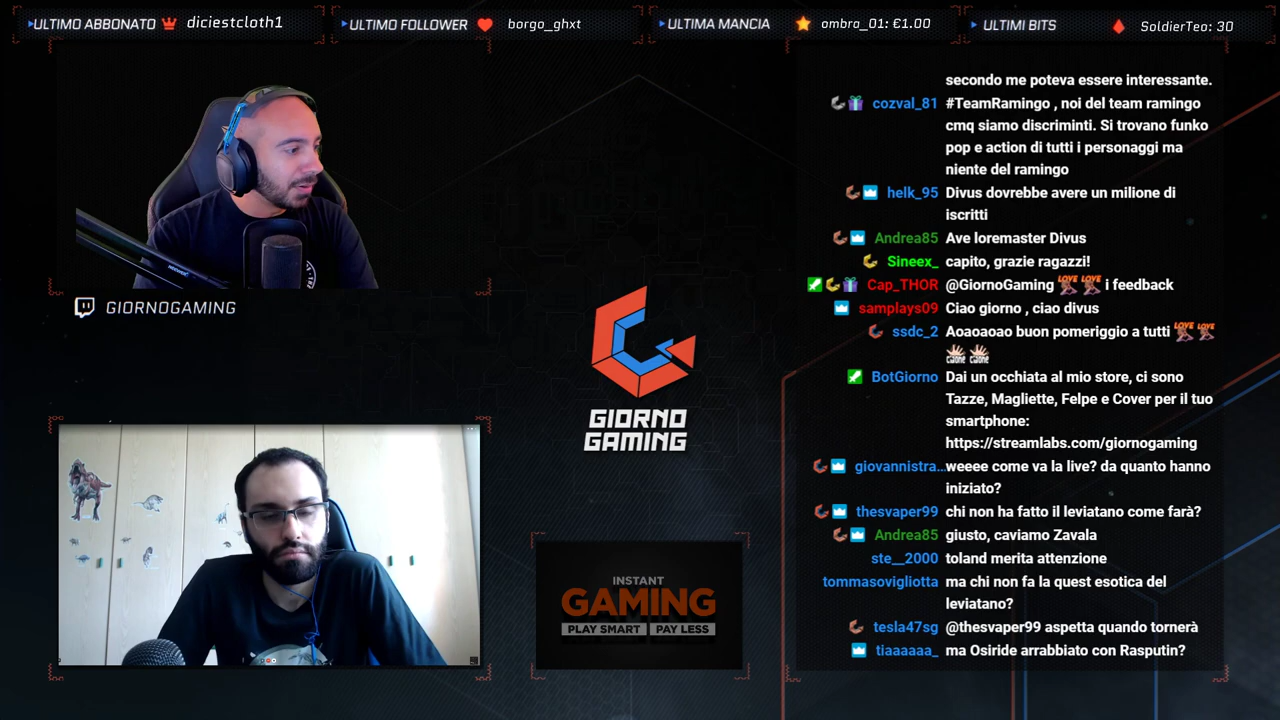 ULTIMO ABBONATO diciestcloth1
ULTIMO FOLLOWER borgo_ghxt
ULTIMA MANCIA ombra_01: €1.00
ULTIMI BITS SoldierTea: 30
GIORNOGAMING
GIORNO
GAMING
INSTANT
GAMING
PLAY SMART PAY LESS
secondo me poteva essere interessante.
cozval_81 #TeamRamingo , noi del team ramingo
cmq siamo discriminti. Si trovano funko
pop e action di tutti i personaggi ma
niente del ramingo
helk_95 Divus dovrebbe avere un milione di
iscritti
Andrea85 Ave loremaster Divus
Sineex_ capito, grazie ragazzi!
Cap_THOR @GiornoGaming LOVE LOVE i feedback
samplays09 Ciao giorno , ciao divus
ssdc_2 Aoaoaoao buon pomeriggio a tutti LOVE LOVE
CIAONE CIAONE
BotGiorno Dai un occhiata al mio store, ci sono
Tazze, Magliette, Felpe e Cover per il tuo
smartphone:
https://streamlabs.com/giornogaming
giovannistra... weeee come va la live? da quanto hanno
iniziato?
thesvaper99 chi non ha fatto il leviatano come farà?
Andrea85 giusto, caviamo Zavala
ste__2000 toland merita attenzione
tommasovigliotta ma chi non fa la quest esotica del
leviatano?
tesla47sg @thesvaper99 aspetta quando tornerà
tiaaaaaa_ ma Osiride arrabbiato con Rasputin?